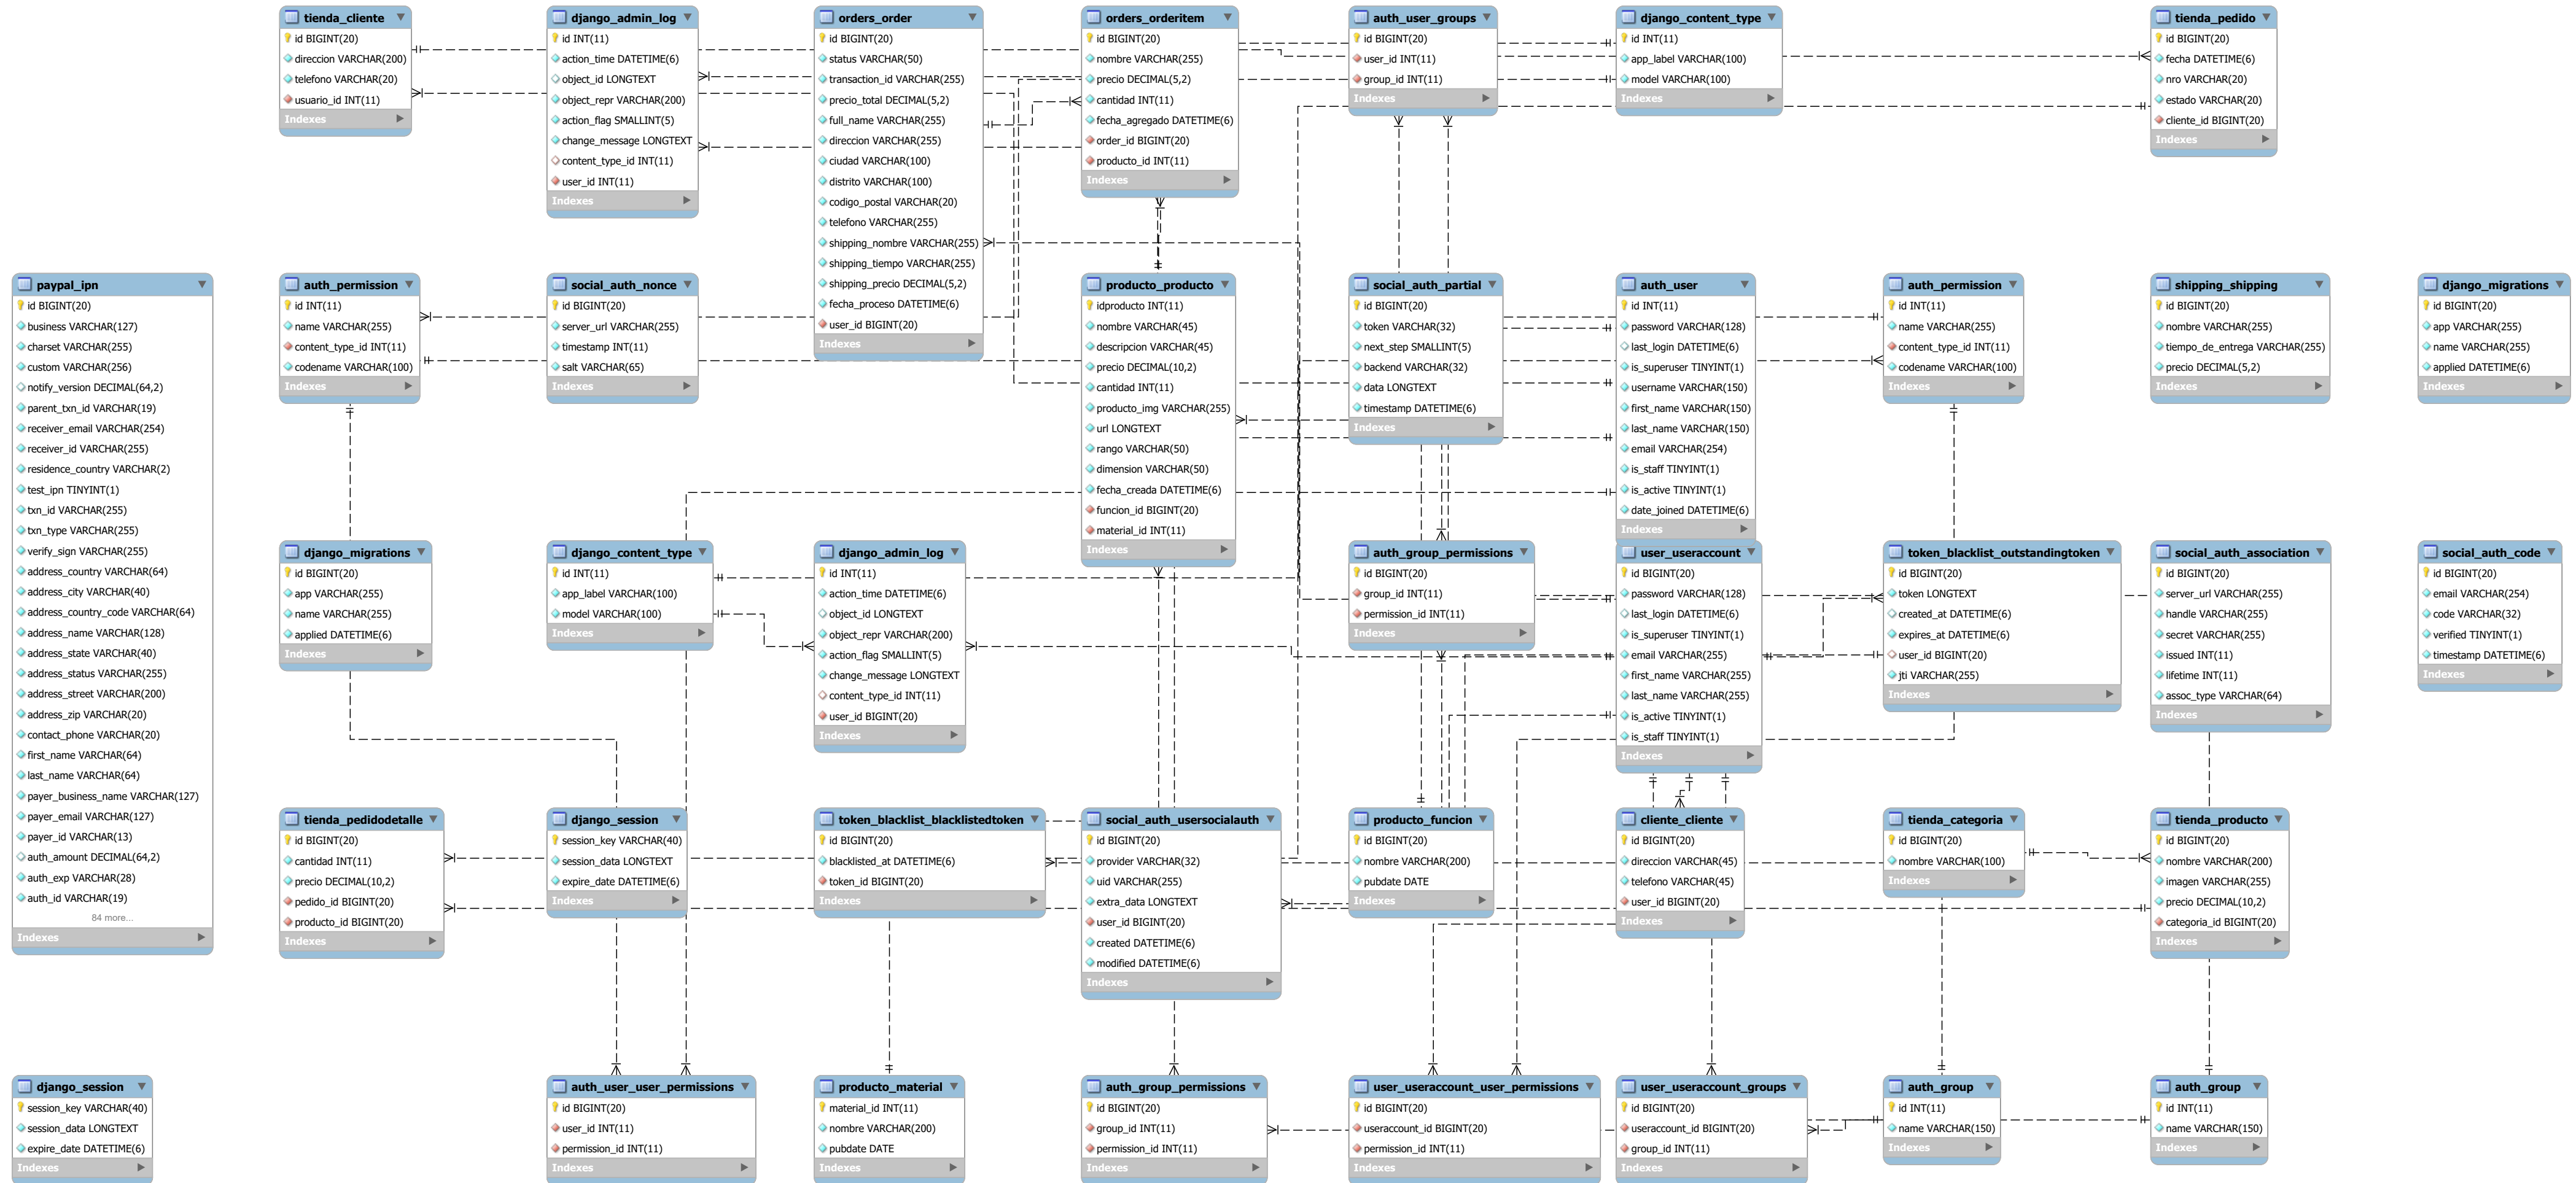 tienda_cliente
id BIGINT(20)
direccion VARCHAR(200)
telefono VARCHAR(20)
usuario_id INT(11)
Indexes
django_admin_log
id INT(11)
action_time DATETIME(6)
object_id LONGTEXT
object_repr VARCHAR(200)
action_flag SMALLINT(5)
change_message LONGTEXT
content_type_id INT(11)
user_id INT(11)
Indexes
orders_order
id BIGINT(20)
status VARCHAR(50)
transaction_id VARCHAR(255)
precio_total DECIMAL(5,2)
full_name VARCHAR(255)
direccion VARCHAR(255)
ciudad VARCHAR(100)
distrito VARCHAR(100)
codigo_postal VARCHAR(20)
telefono VARCHAR(255)
shipping_nombre VARCHAR(255)
shipping_tiempo VARCHAR(255)
shipping_precio DECIMAL(5,2)
fecha_proceso DATETIME(6)
user_id BIGINT(20)
Indexes
orders_orderitem
id BIGINT(20)
nombre VARCHAR(255)
precio DECIMAL(5,2)
cantidad INT(11)
fecha_agregado DATETIME(6)
order_id BIGINT(20)
producto_id INT(11)
Indexes
auth_user_groups
id BIGINT(20)
user_id INT(11)
group_id INT(11)
Indexes
django_content_type
id INT(11)
app_label VARCHAR(100)
model VARCHAR(100)
Indexes
tienda_pedido
id BIGINT(20)
fecha DATETIME(6)
nro VARCHAR(20)
estado VARCHAR(20)
cliente_id BIGINT(20)
Indexes
paypal_ipn
id BIGINT(20)
business VARCHAR(127)
charset VARCHAR(255)
custom VARCHAR(256)
notify_version DECIMAL(64,2)
parent_txn_id VARCHAR(19)
receiver_email VARCHAR(254)
receiver_id VARCHAR(255)
residence_country VARCHAR(2)
test_ipn TINYINT(1)
txn_id VARCHAR(255)
txn_type VARCHAR(255)
verify_sign VARCHAR(255)
address_country VARCHAR(64)
address_city VARCHAR(40)
address_country_code VARCHAR(64)
address_name VARCHAR(128)
address_state VARCHAR(40)
address_status VARCHAR(255)
address_street VARCHAR(200)
address_zip VARCHAR(20)
contact_phone VARCHAR(20)
first_name VARCHAR(64)
last_name VARCHAR(64)
payer_business_name VARCHAR(127)
payer_email VARCHAR(127)
payer_id VARCHAR(13)
auth_amount DECIMAL(64,2)
auth_exp VARCHAR(28)
auth_id VARCHAR(19)
84 more...
Indexes
auth_permission
id INT(11)
name VARCHAR(255)
content_type_id INT(11)
codename VARCHAR(100)
Indexes
social_auth_nonce
id BIGINT(20)
server_url VARCHAR(255)
timestamp INT(11)
salt VARCHAR(65)
Indexes
producto_producto
idproducto INT(11)
nombre VARCHAR(45)
descripcion VARCHAR(45)
precio DECIMAL(10,2)
cantidad INT(11)
producto_img VARCHAR(255)
url LONGTEXT
rango VARCHAR(50)
dimension VARCHAR(50)
fecha_creada DATETIME(6)
funcion_id BIGINT(20)
material_id INT(11)
Indexes
social_auth_partial
id BIGINT(20)
token VARCHAR(32)
next_step SMALLINT(5)
backend VARCHAR(32)
data LONGTEXT
timestamp DATETIME(6)
Indexes
auth_user
id INT(11)
password VARCHAR(128)
last_login DATETIME(6)
is_superuser TINYINT(1)
username VARCHAR(150)
first_name VARCHAR(150)
last_name VARCHAR(150)
email VARCHAR(254)
is_staff TINYINT(1)
is_active TINYINT(1)
date_joined DATETIME(6)
Indexes
auth_permission
id INT(11)
name VARCHAR(255)
content_type_id INT(11)
codename VARCHAR(100)
Indexes
shipping_shipping
id BIGINT(20)
nombre VARCHAR(255)
tiempo_de_entrega VARCHAR(255)
precio DECIMAL(5,2)
Indexes
django_migrations
id BIGINT(20)
app VARCHAR(255)
name VARCHAR(255)
applied DATETIME(6)
Indexes
django_migrations
id BIGINT(20)
app VARCHAR(255)
name VARCHAR(255)
applied DATETIME(6)
Indexes
django_content_type
id INT(11)
app_label VARCHAR(100)
model VARCHAR(100)
Indexes
django_admin_log
id INT(11)
action_time DATETIME(6)
object_id LONGTEXT
object_repr VARCHAR(200)
action_flag SMALLINT(5)
change_message LONGTEXT
content_type_id INT(11)
user_id BIGINT(20)
Indexes
auth_group_permissions
id BIGINT(20)
group_id INT(11)
permission_id INT(11)
Indexes
user_useraccount
id BIGINT(20)
password VARCHAR(128)
last_login DATETIME(6)
is_superuser TINYINT(1)
email VARCHAR(255)
first_name VARCHAR(255)
last_name VARCHAR(255)
is_active TINYINT(1)
is_staff TINYINT(1)
Indexes
token_blacklist_outstandingtoken
id BIGINT(20)
token LONGTEXT
created_at DATETIME(6)
expires_at DATETIME(6)
user_id BIGINT(20)
jti VARCHAR(255)
Indexes
social_auth_association
id BIGINT(20)
server_url VARCHAR(255)
handle VARCHAR(255)
secret VARCHAR(255)
issued INT(11)
lifetime INT(11)
assoc_type VARCHAR(64)
Indexes
social_auth_code
id BIGINT(20)
email VARCHAR(254)
code VARCHAR(32)
verified TINYINT(1)
timestamp DATETIME(6)
Indexes
tienda_pedidodetalle
id BIGINT(20)
cantidad INT(11)
precio DECIMAL(10,2)
pedido_id BIGINT(20)
producto_id BIGINT(20)
Indexes
django_session
session_key VARCHAR(40)
session_data LONGTEXT
expire_date DATETIME(6)
Indexes
token_blacklist_blacklistedtoken
id BIGINT(20)
blacklisted_at DATETIME(6)
token_id BIGINT(20)
Indexes
social_auth_usersocialauth
id BIGINT(20)
provider VARCHAR(32)
uid VARCHAR(255)
extra_data LONGTEXT
user_id BIGINT(20)
created DATETIME(6)
modified DATETIME(6)
Indexes
producto_funcion
id BIGINT(20)
nombre VARCHAR(200)
pubdate DATE
Indexes
cliente_cliente
id BIGINT(20)
direccion VARCHAR(45)
telefono VARCHAR(45)
user_id BIGINT(20)
Indexes
tienda_categoria
id BIGINT(20)
nombre VARCHAR(100)
Indexes
tienda_producto
id BIGINT(20)
nombre VARCHAR(200)
imagen VARCHAR(255)
precio DECIMAL(10,2)
categoria_id BIGINT(20)
Indexes
django_session
session_key VARCHAR(40)
session_data LONGTEXT
expire_date DATETIME(6)
Indexes
auth_user_user_permissions
id BIGINT(20)
user_id INT(11)
permission_id INT(11)
Indexes
producto_material
material_id INT(11)
nombre VARCHAR(200)
pubdate DATE
Indexes
auth_group_permissions
id BIGINT(20)
group_id INT(11)
permission_id INT(11)
Indexes
user_useraccount_user_permissions
id BIGINT(20)
useraccount_id BIGINT(20)
permission_id INT(11)
Indexes
user_useraccount_groups
id BIGINT(20)
useraccount_id BIGINT(20)
group_id INT(11)
Indexes
auth_group
id INT(11)
name VARCHAR(150)
Indexes
auth_group
id INT(11)
name VARCHAR(150)
Indexes